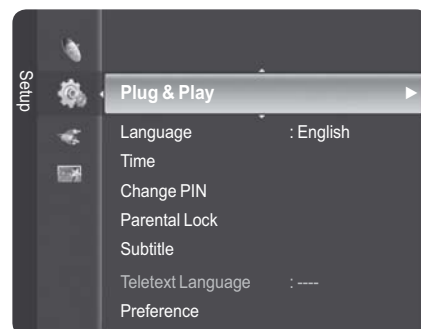 Setup
Plug & Play
Language : English
Time
Change PIN
Parental Lock
Subtitle
Teletext Language : ----
Preference